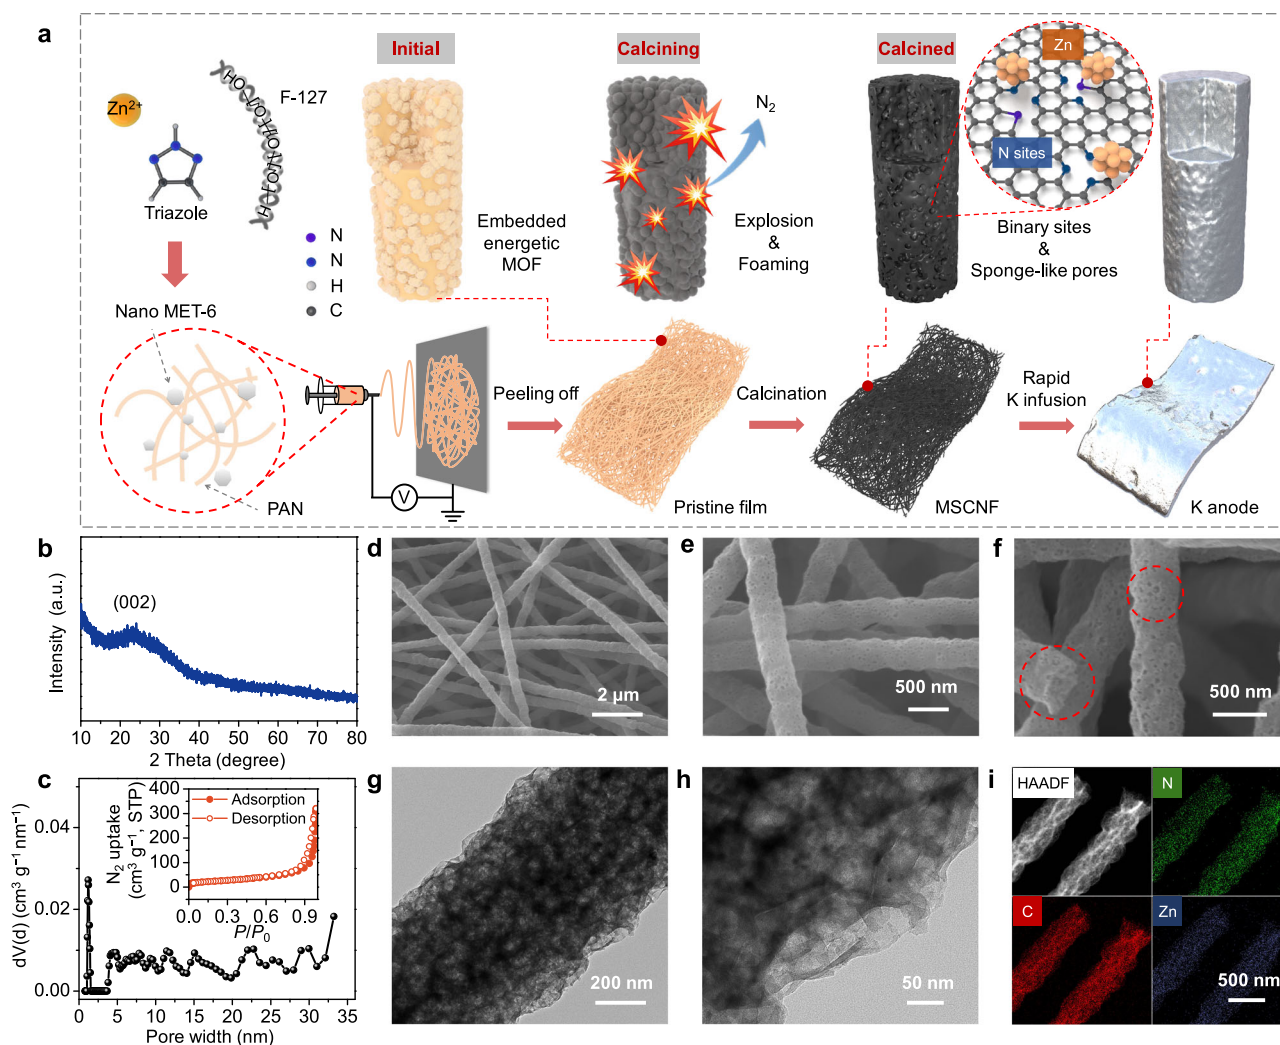 a
Initial
Calcining
Calcined
Zn
Zn2+
F-127
HO
N2
N sites
Triazole
Embedded
energetic
MOF
Explosion
&
Foaming
Binary sites
&
Sponge-like pores
N
N
H
C
Nano MET-6
PAN
V
Peeling off
Calcination
Rapid
K infusion
Pristine film
MSCNF
K anode
b
Intensity (a.u.)
(002)
10 20 30 40 50 60 70 80
2 Theta (degree)
c
dV(d) (cm³ g⁻¹ nm⁻¹)
0.04
0.02
0.00
0 5 10 15 20 25 30 35
Pore width (nm)
N2 uptake
(cm³ g⁻¹, STP)
400
300
200
100
0
Adsorption
Desorption
0.0 0.3 0.6 0.9
P/P0
d
2 µm
e
500 nm
f
500 nm
g
200 nm
h
50 nm
i
HAADF
N
C
Zn
500 nm